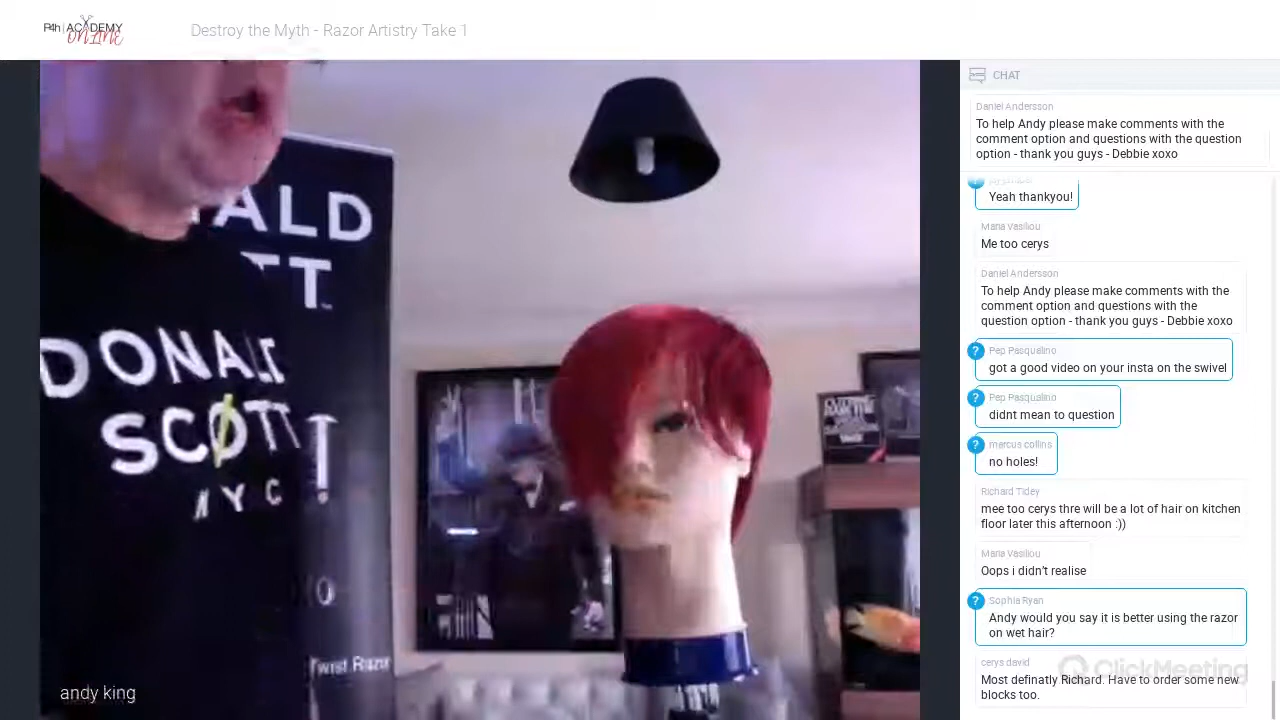 P4h ACADEMY
ONLINE
Destroy the Myth - Razor Artistry Take 1
CHAT
Daniel Andersson
To help Andy please make comments with the
comment option and questions with the question
option - thank you guys - Debbie xoxo
Yeah thankyou!
Maria Vasiliou
Me too cerys
Daniel Andersson
To help Andy please make comments with the
comment option and questions with the
question option - thank you guys - Debbie xoxo
? Pep Pasqualino
got a good video on your insta on the swivel
? Pep Pasqualino
didnt mean to question
? marcus collins
no holes!
Richard Tidey
mee too cerys thre will be a lot of hair on kitchen
floor later this afternoon :))
Maria Vasiliou
Oops i didn't realise
? Sophia Ryan
Andy would you say it is better using the razor
on wet hair?
cerys david
Most definatly Richard. Have to order some new
blocks too.
ClickMeeting
NALD
TT
DONALD
SCØTT
NYC
Twist Razor
andy king